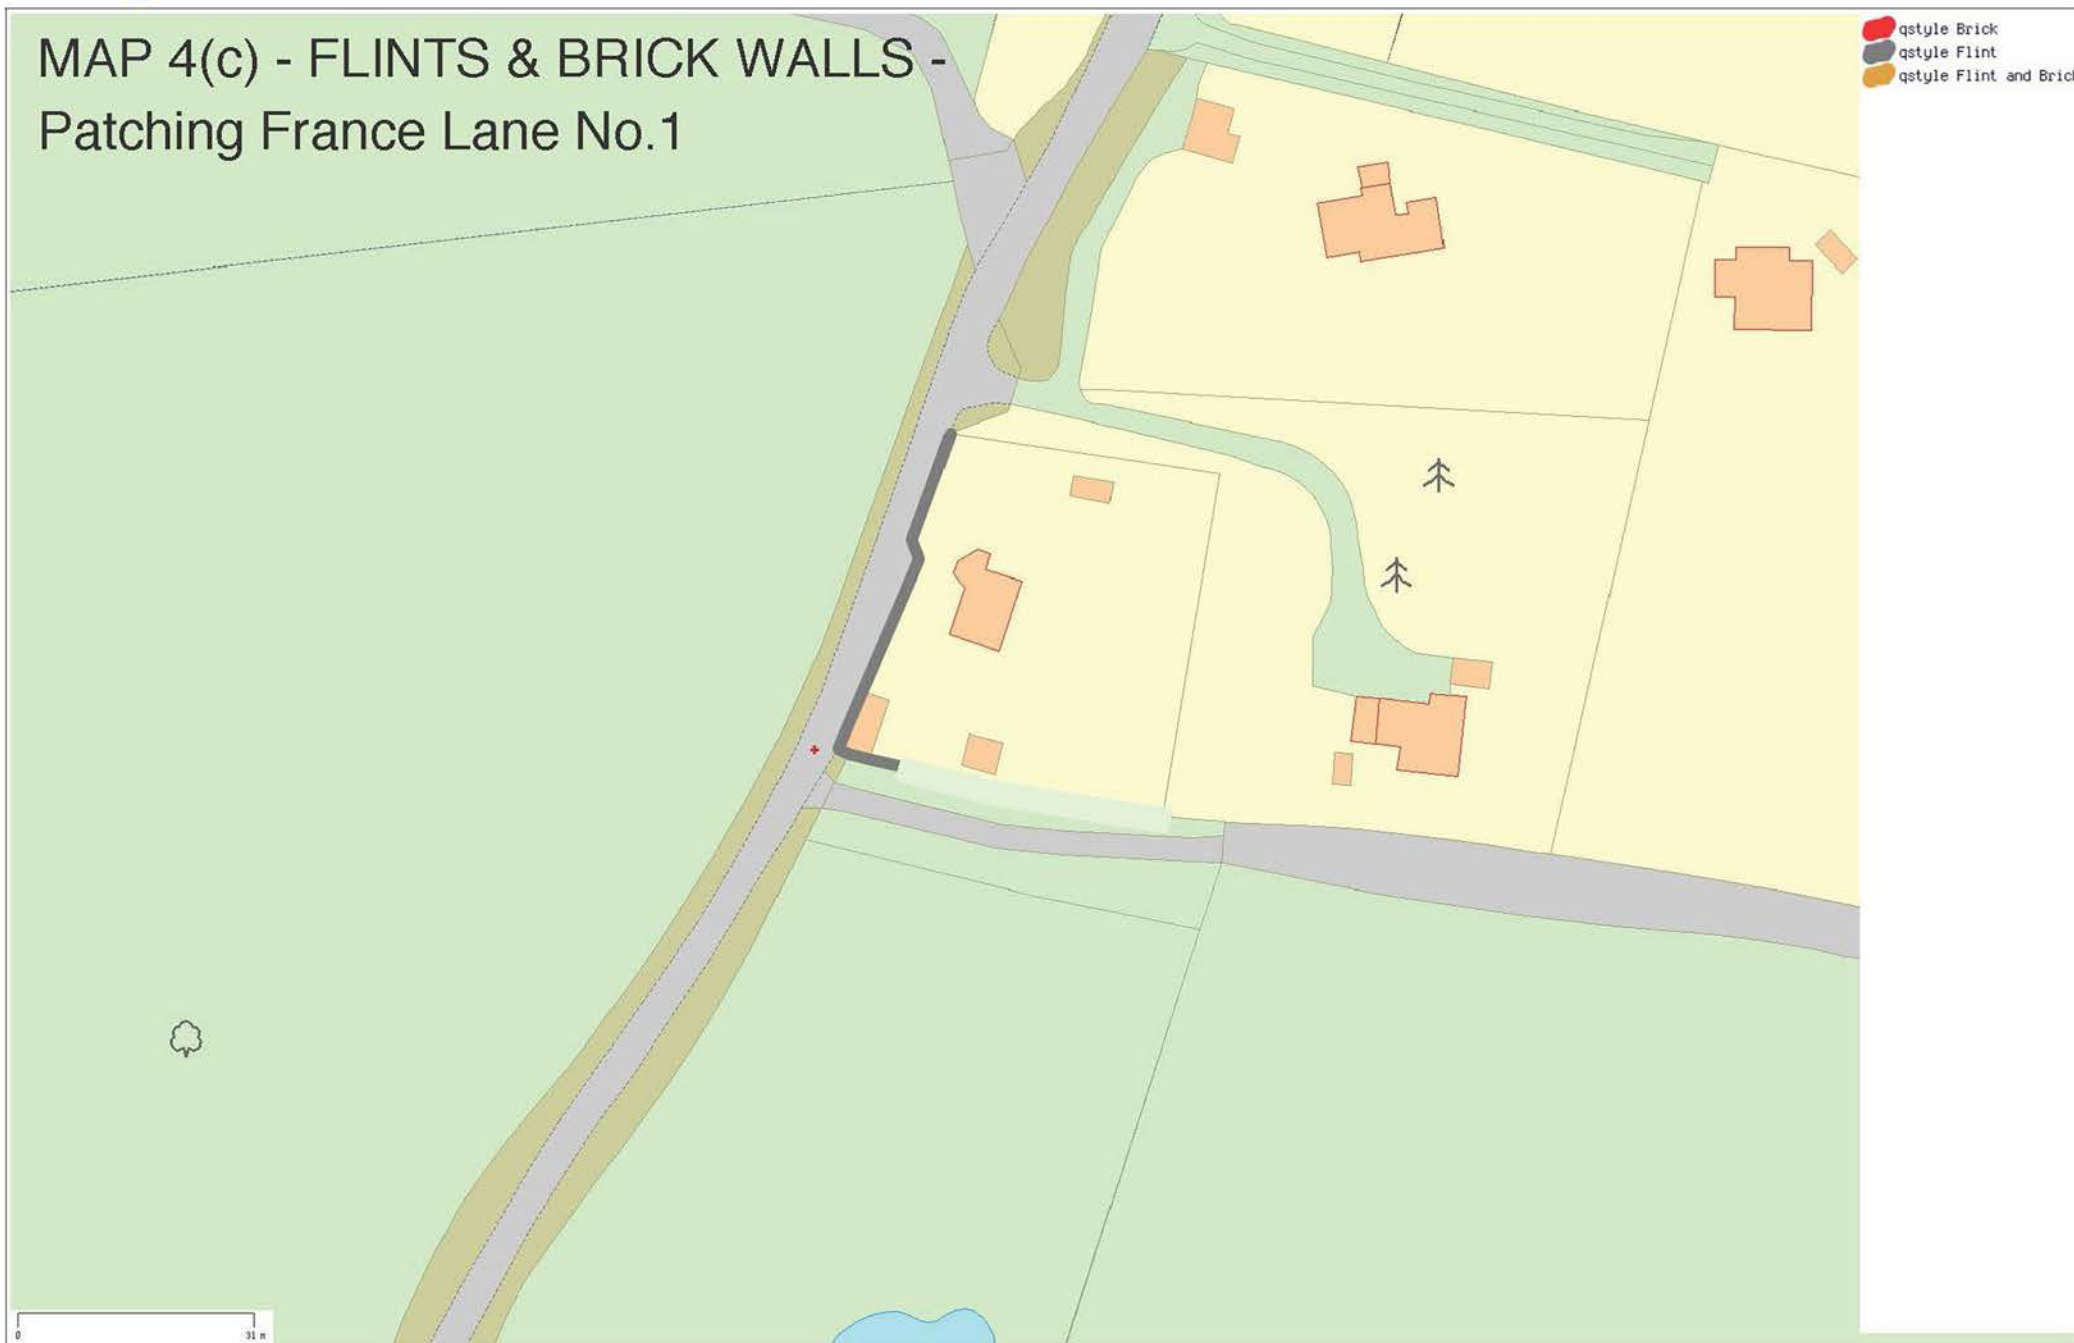 MAP 4(c) - FLINTS & BRICK WALLS -
Patching France Lane No.1
qstyle Brick
qstyle Flint
qstyle Flint and Brick
0 31 m